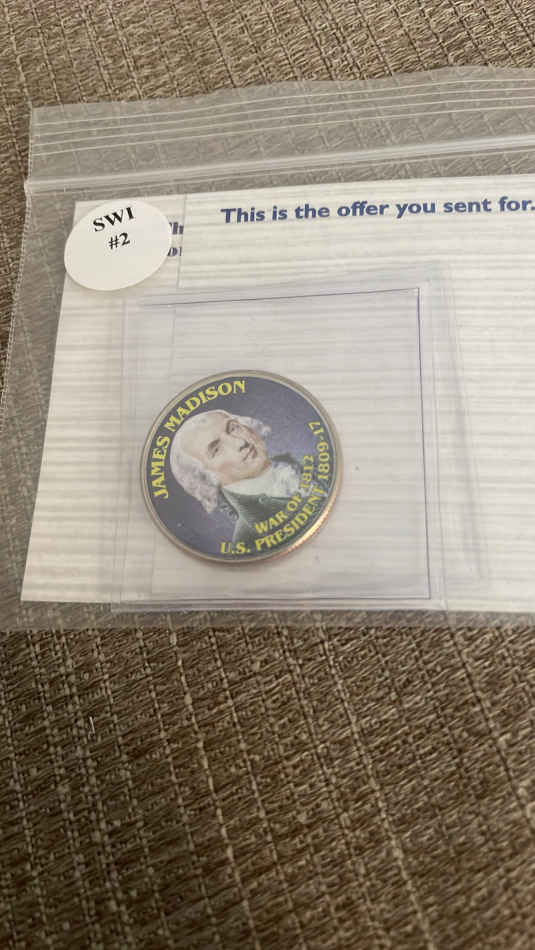 SWI
#2
This is the offer you sent for.
JAMES MADISON
WAR OF 1812
U.S. PRESIDENT 1809-17